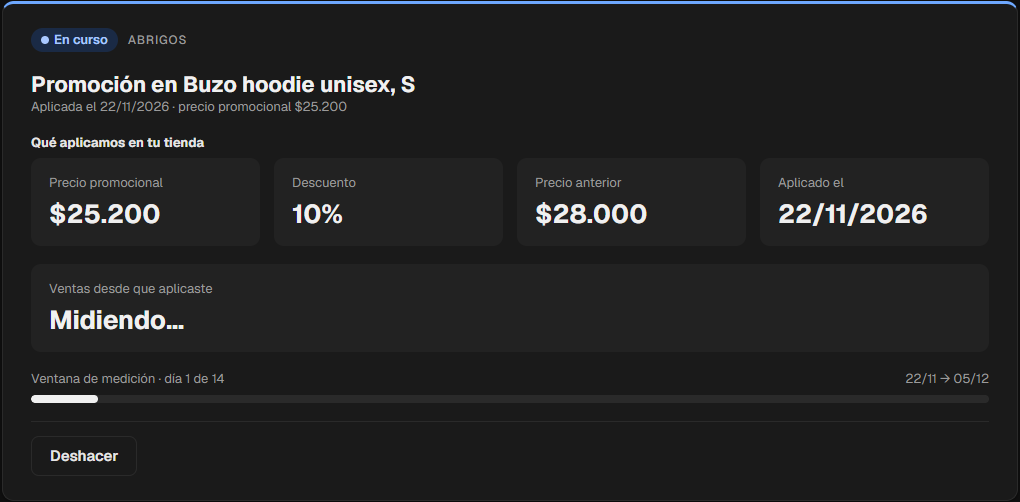 En curso ABRIGOS
Promoción en Buzo hoodie unisex, S
Aplicada el 22/11/2026 · precio promocional $25.200
Qué aplicamos en tu tienda
Precio promocional
$25.200
Descuento
10%
Precio anterior
$28.000
Aplicado el
22/11/2026
Ventas desde que aplicaste
Midiendo...
Ventana de medición · día 1 de 14
22/11 → 05/12
Deshacer